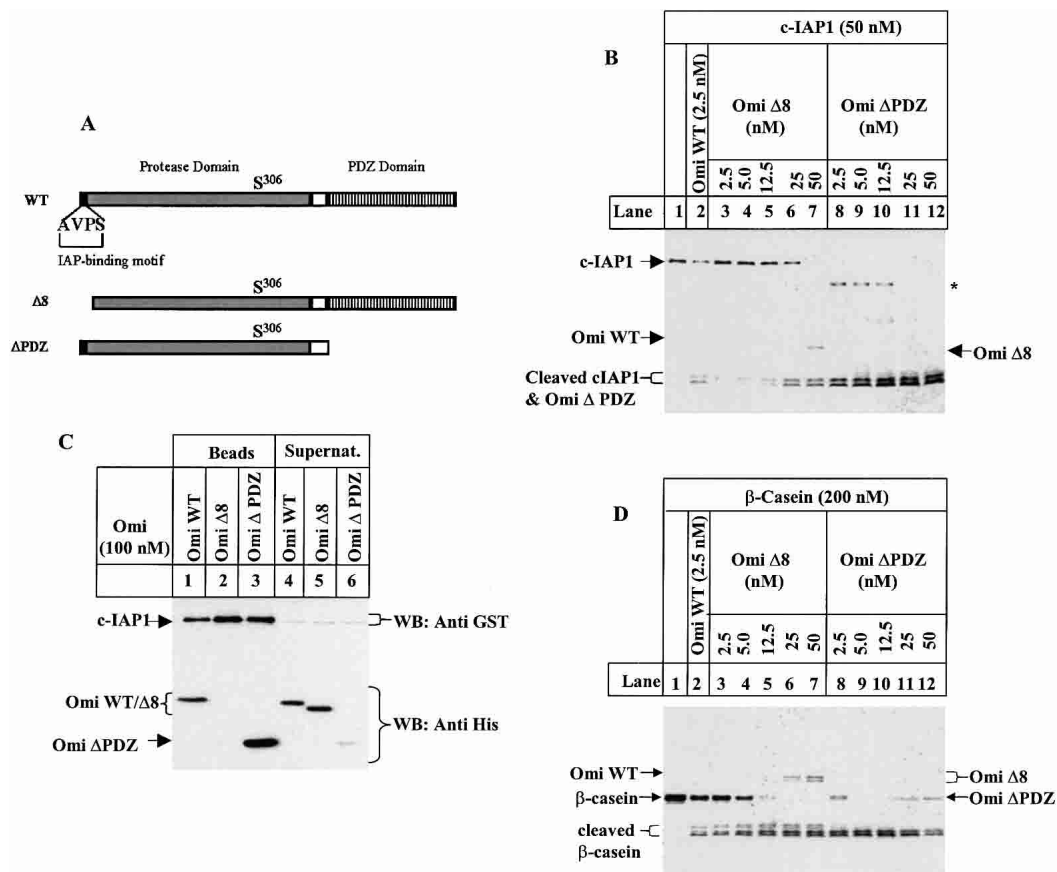 A
Protease Domain PDZ Domain
S306
WT
AVPS
IAP-binding motif
S306
Δ8
S306
ΔPDZ
B
c-IAP1 (50 nM)
Omi WT (2.5 nM)
Omi Δ8
(nM)
Omi ΔPDZ
(nM)
2.5 5.0 12.5 25 50 2.5 5.0 12.5 25 50
Lane 1 2 3 4 5 6 7 8 9 10 11 12
c-IAP1
*
Omi WT
Omi Δ8
Cleaved cIAP1
& Omi Δ PDZ
C
Beads Supernat.
Omi
(100 nM)
Omi WT Omi Δ8 Omi Δ PDZ Omi WT Omi Δ8 Omi Δ PDZ
1 2 3 4 5 6
c-IAP1 WB: Anti GST
Omi WT/Δ8
WB: Anti His
Omi ΔPDZ
D
β-Casein (200 nM)
Omi WT (2.5 nM)
Omi Δ8
(nM)
Omi ΔPDZ
(nM)
2.5 5.0 12.5 25 50 2.5 5.0 12.5 25 50
Lane 1 2 3 4 5 6 7 8 9 10 11 12
Omi WT Omi Δ8
β-casein Omi ΔPDZ
cleaved
β-casein